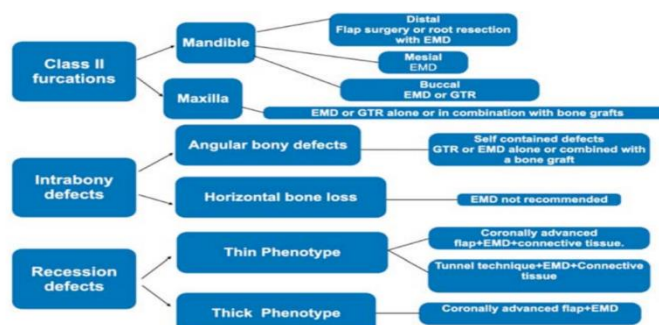 Class II
furcations
Mandible
Distal
Flap surgery or root resection
with EMD
Mesial
EMD
Buccal
EMD or GTR
Maxilla
EMD or GTR alone or in combination with bone grafts
Intrabony
defects
Angular bony defects
Self contained defects
GTR or EMD alone or combined with
a bone graft
Horizontal bone loss
EMD not recommended
Recession
defects
Thin Phenotype
Coronally advanced
flap+EMD+connective tissue.
Tunnel technique+EMD+Connective
tissue
Thick Phenotype
Coronally advanced flap+EMD